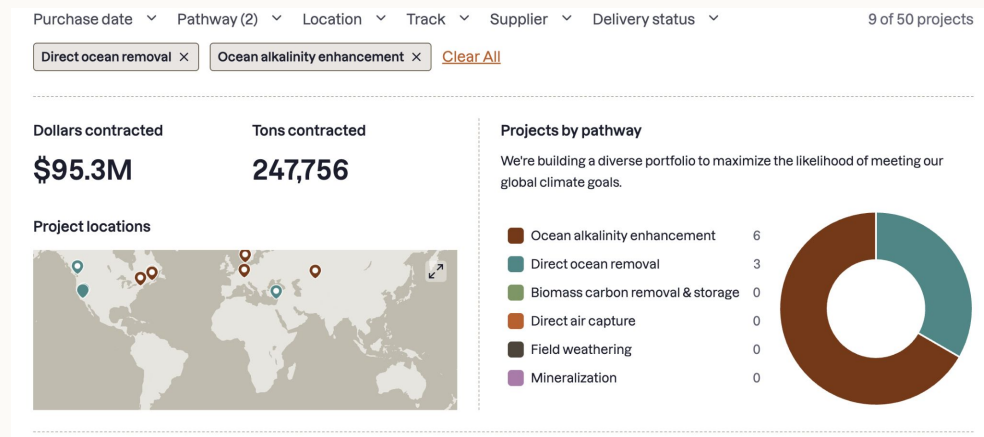 Purchase date Pathway (2) Location Track Supplier Delivery status 9 of 50 projects
Direct ocean removal × Ocean alkalinity enhancement × Clear All
Dollars contracted Tons contracted
$95.3M 247,756
Project locations
Projects by pathway
We're building a diverse portfolio to maximize the likelihood of meeting our
global climate goals.
Ocean alkalinity enhancement 6
Direct ocean removal 3
Biomass carbon removal & storage 0
Direct air capture 0
Field weathering 0
Mineralization 0